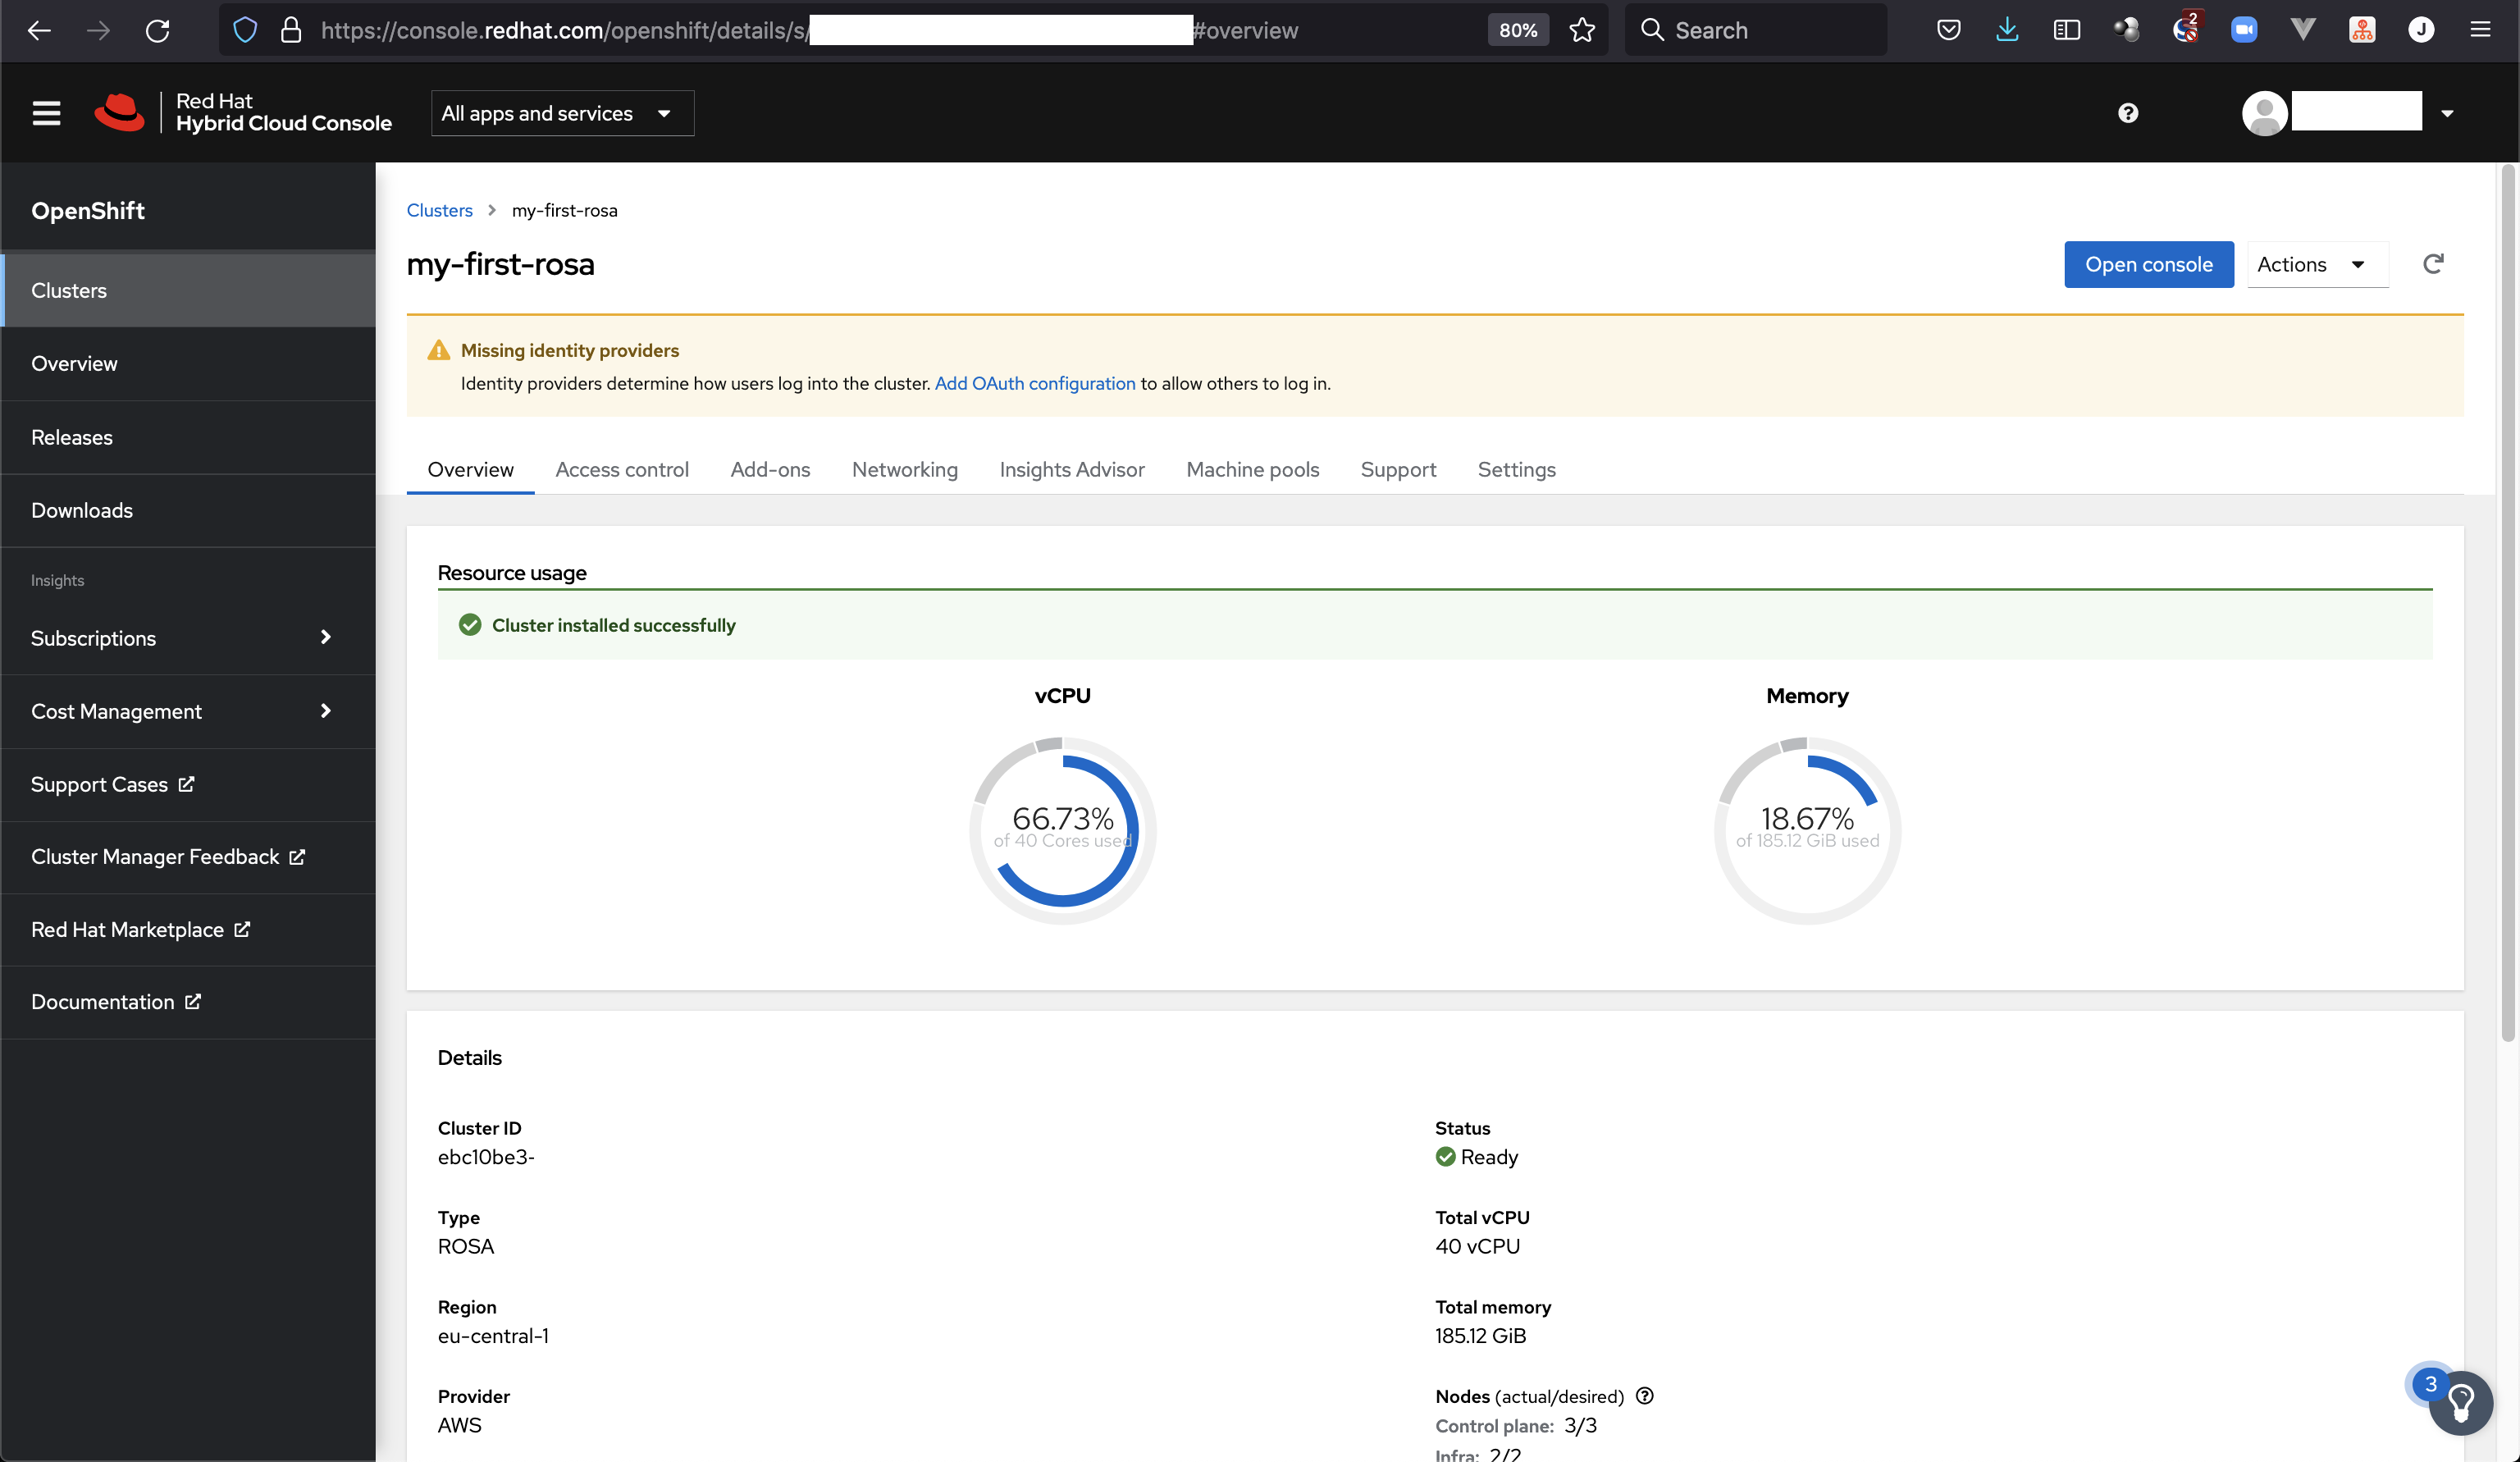 https://console.redhat.com/openshift/details/s/ #overview
80%
Search
2
J
Red Hat
Hybrid Cloud Console
All apps and services
OpenShift
Clusters
Overview
Releases
Downloads
Insights
Subscriptions
Cost Management
Support Cases
Cluster Manager Feedback
Red Hat Marketplace
Documentation
Clusters > my-first-rosa
my-first-rosa
Open console
Actions
Missing identity providers
Identity providers determine how users log into the cluster. Add OAuth configuration to allow others to log in.
Overview Access control Add-ons Networking Insights Advisor Machine pools Support Settings
Resource usage
Cluster installed successfully
vCPU
66.73%
of 40 Cores used
Memory
18.67%
of 185.12 GiB used
Details
Cluster ID
ebc10be3-
Type
ROSA
Region
eu-central-1
Provider
AWS
Status
Ready
Total vCPU
40 vCPU
Total memory
185.12 GiB
Nodes (actual/desired)
Control plane: 3/3
Infra: 2/2
3